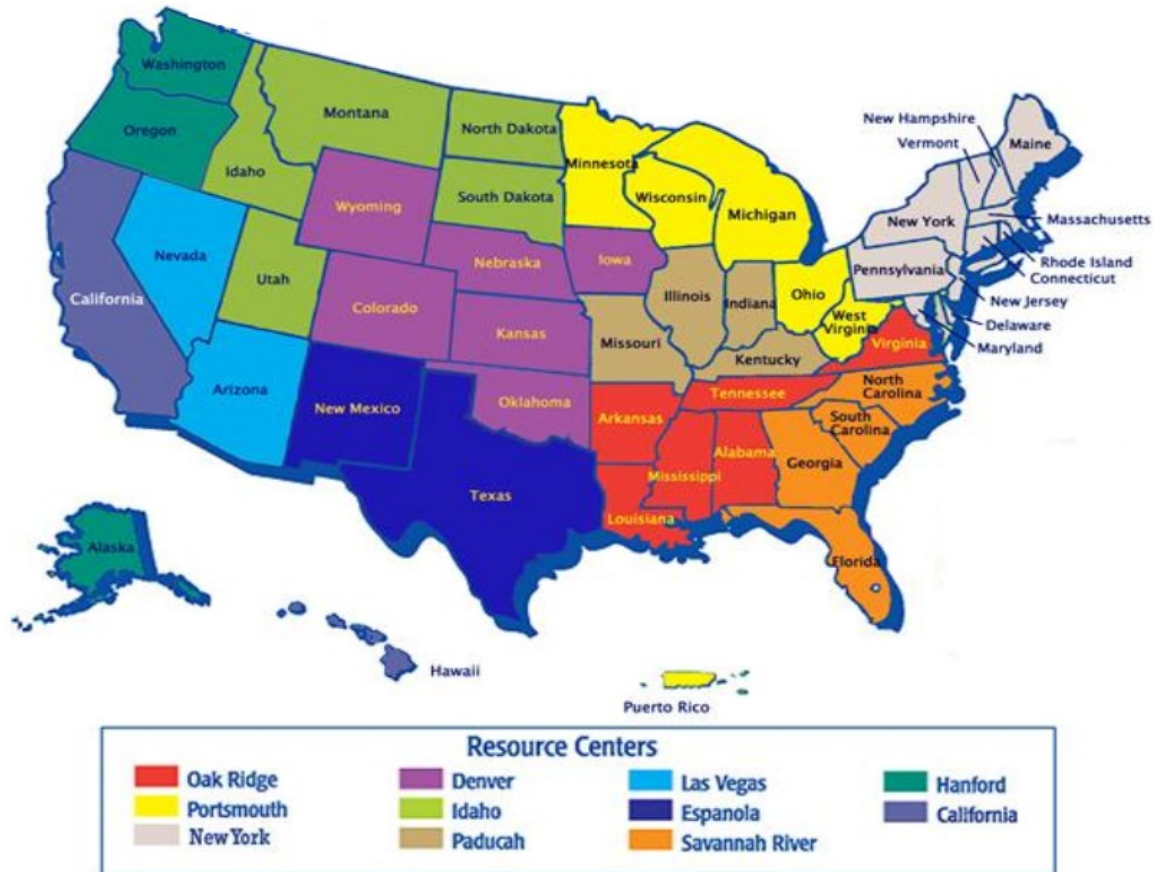 Washington
Oregon
Montana
Idaho
North Dakota
South Dakota
Minnesota
Wisconsin
Michigan
New Hampshire
Vermont
Maine
New York
Massachusetts
Rhode Island
Connecticut
Pennsylvania
New Jersey
Delaware
Maryland
Wyoming
Nebraska
Iowa
Nevada
Utah
California
Colorado
Kansas
Illinois
Indiana
Ohio
West
Virginia
Virginia
Missouri
Kentucky
Arizona
New Mexico
Oklahoma
Arkansas
Tennessee
North
Carolina
South
Carolina
Texas
Louisiana
Mississippi
Alabama
Georgia
Florida
Alaska
Hawaii
Puerto Rico
Resource Centers
Oak Ridge
Portsmouth
New York
Denver
Idaho
Paducah
Las Vegas
Espanola
Savannah River
Hanford
California